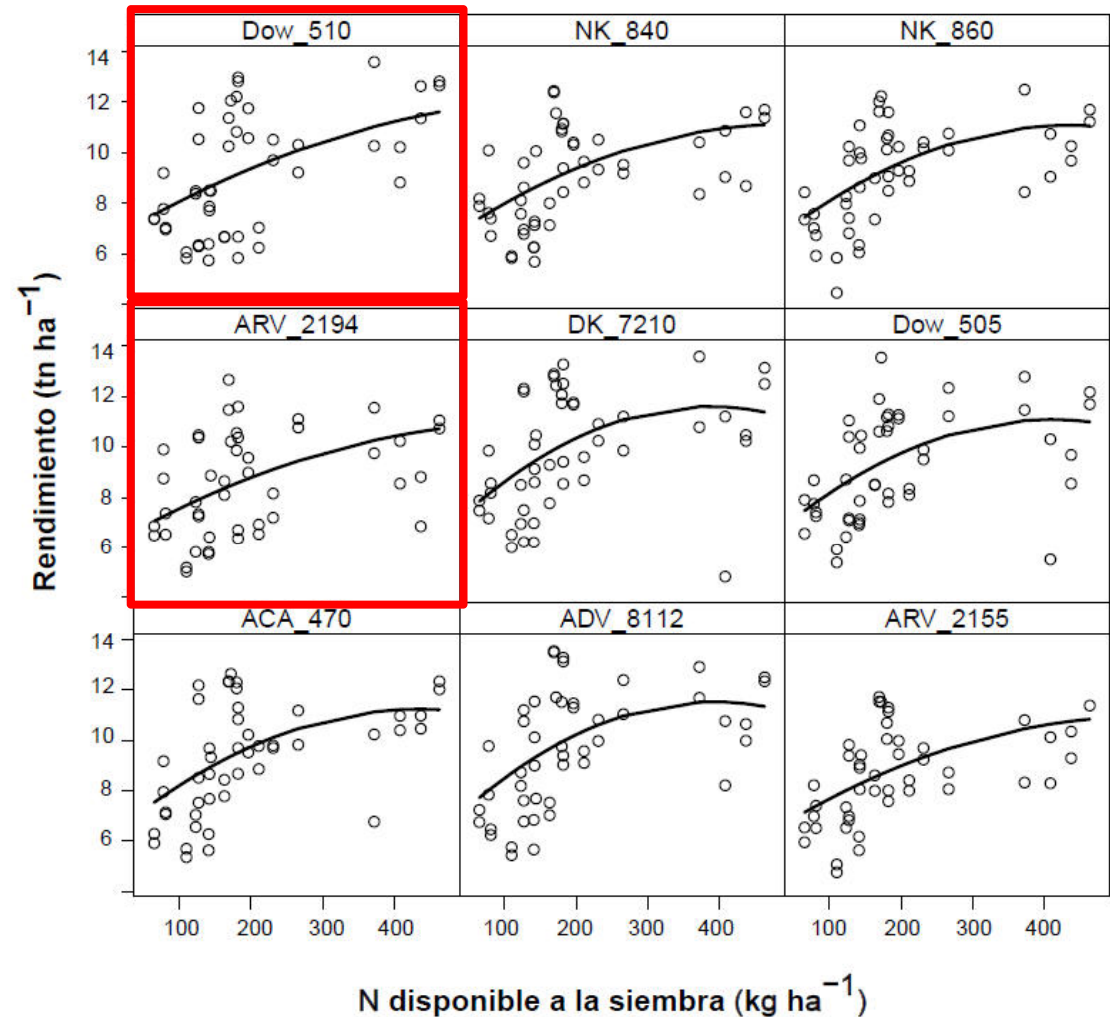 Dow_510 NK_840 NK_860
14
12
10
8
6
ARV_2194 DK_7210 Dow_505
14
12
10
8
6
ACA_470 ADV_8112 ARV_2155
14
12
10
8
6
Rendimiento (tn ha⁻¹)
100 200 300 400 100 200 300 400 100 200 300 400
N disponible a la siembra (kg ha⁻¹)